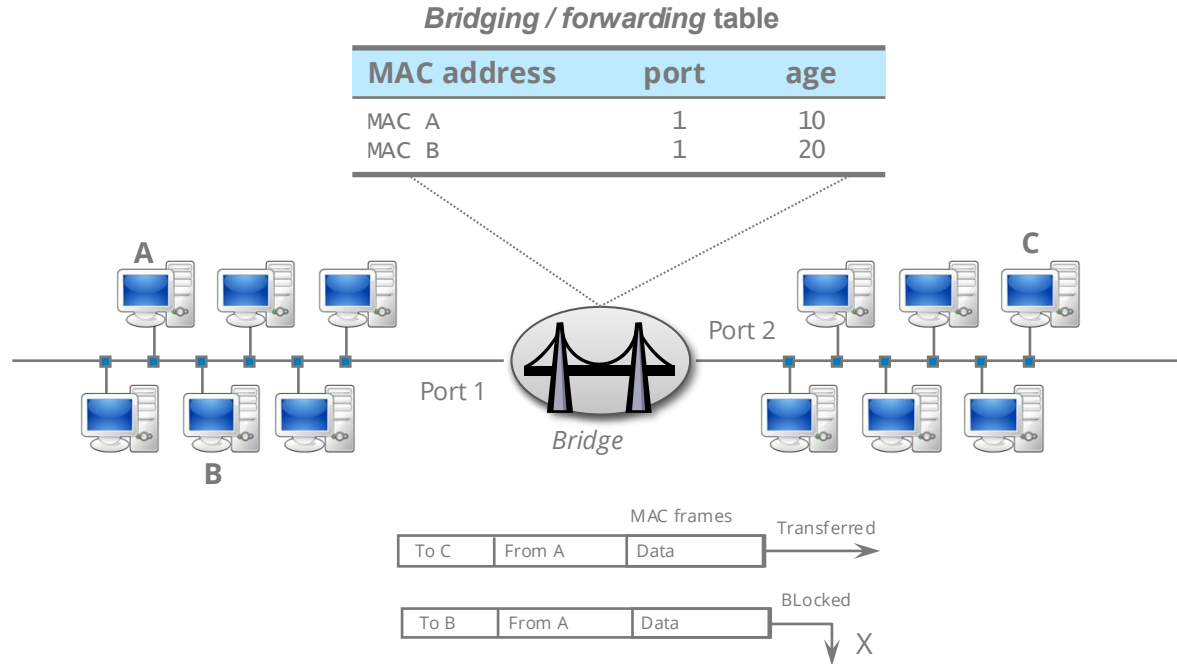 Bridging / forwarding table
MAC address port age
MAC A 1 10
MAC B 1 20
A
C
Port 2
Port 1
Bridge
B
MAC frames
Transferred
To C From A Data
BLocked
To B From A Data
X